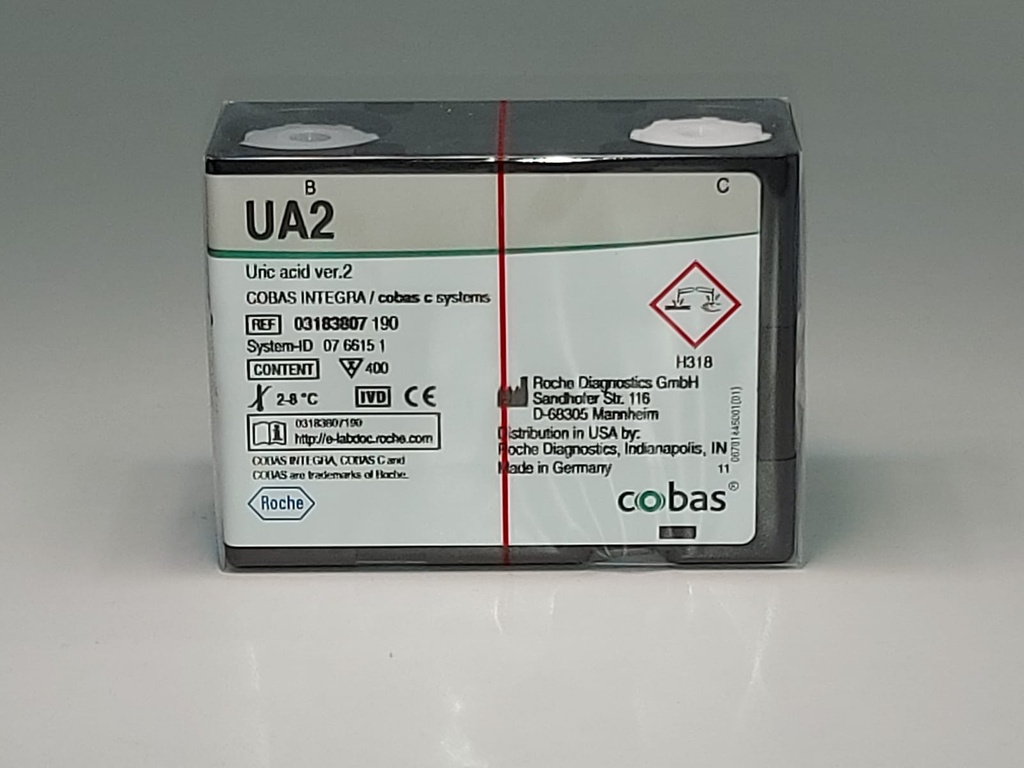 B
C
UA2
Uric acid ver.2
COBAS INTEGRA / cobas c systems
REF 03183807 190
System-ID 07 6615 1
CONTENT 400
2-8 °C IVD CE
03183807190
http://e-labdoc.roche.com
COBAS INTEGRA, COBAS C and
COBAS are trademarks of Roche.
Roche
H318
Roche Diagnostics GmbH
Sandhofer Str. 116
D-68305 Mannheim
Distribution in USA by:
Roche Diagnostics, Indianapolis, IN
Made in Germany
11
cobas®